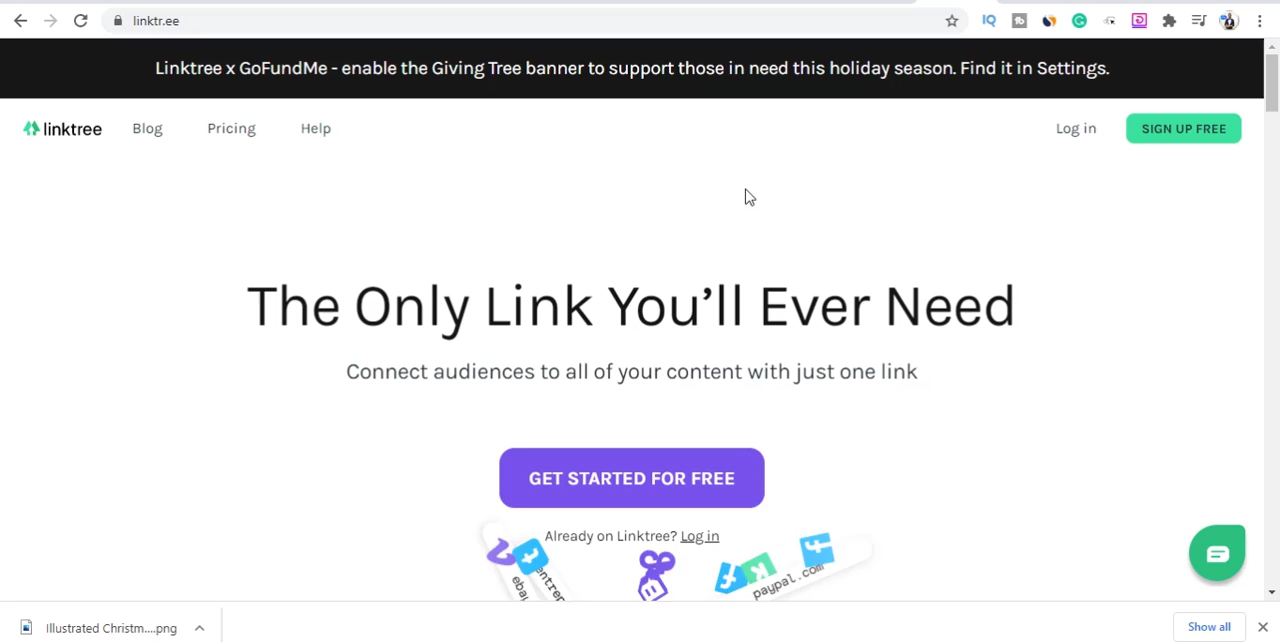 linktr.ee
Linktree x GoFundMe - enable the Giving Tree banner to support those in need this holiday season. Find it in Settings.
linktree
Blog
Pricing
Help
Log in
SIGN UP FREE
The Only Link You’ll Ever Need
Connect audiences to all of your content with just one link
GET STARTED FOR FREE
Already on Linktree? Log in
paypal.com
Illustrated Christm....png
Show all